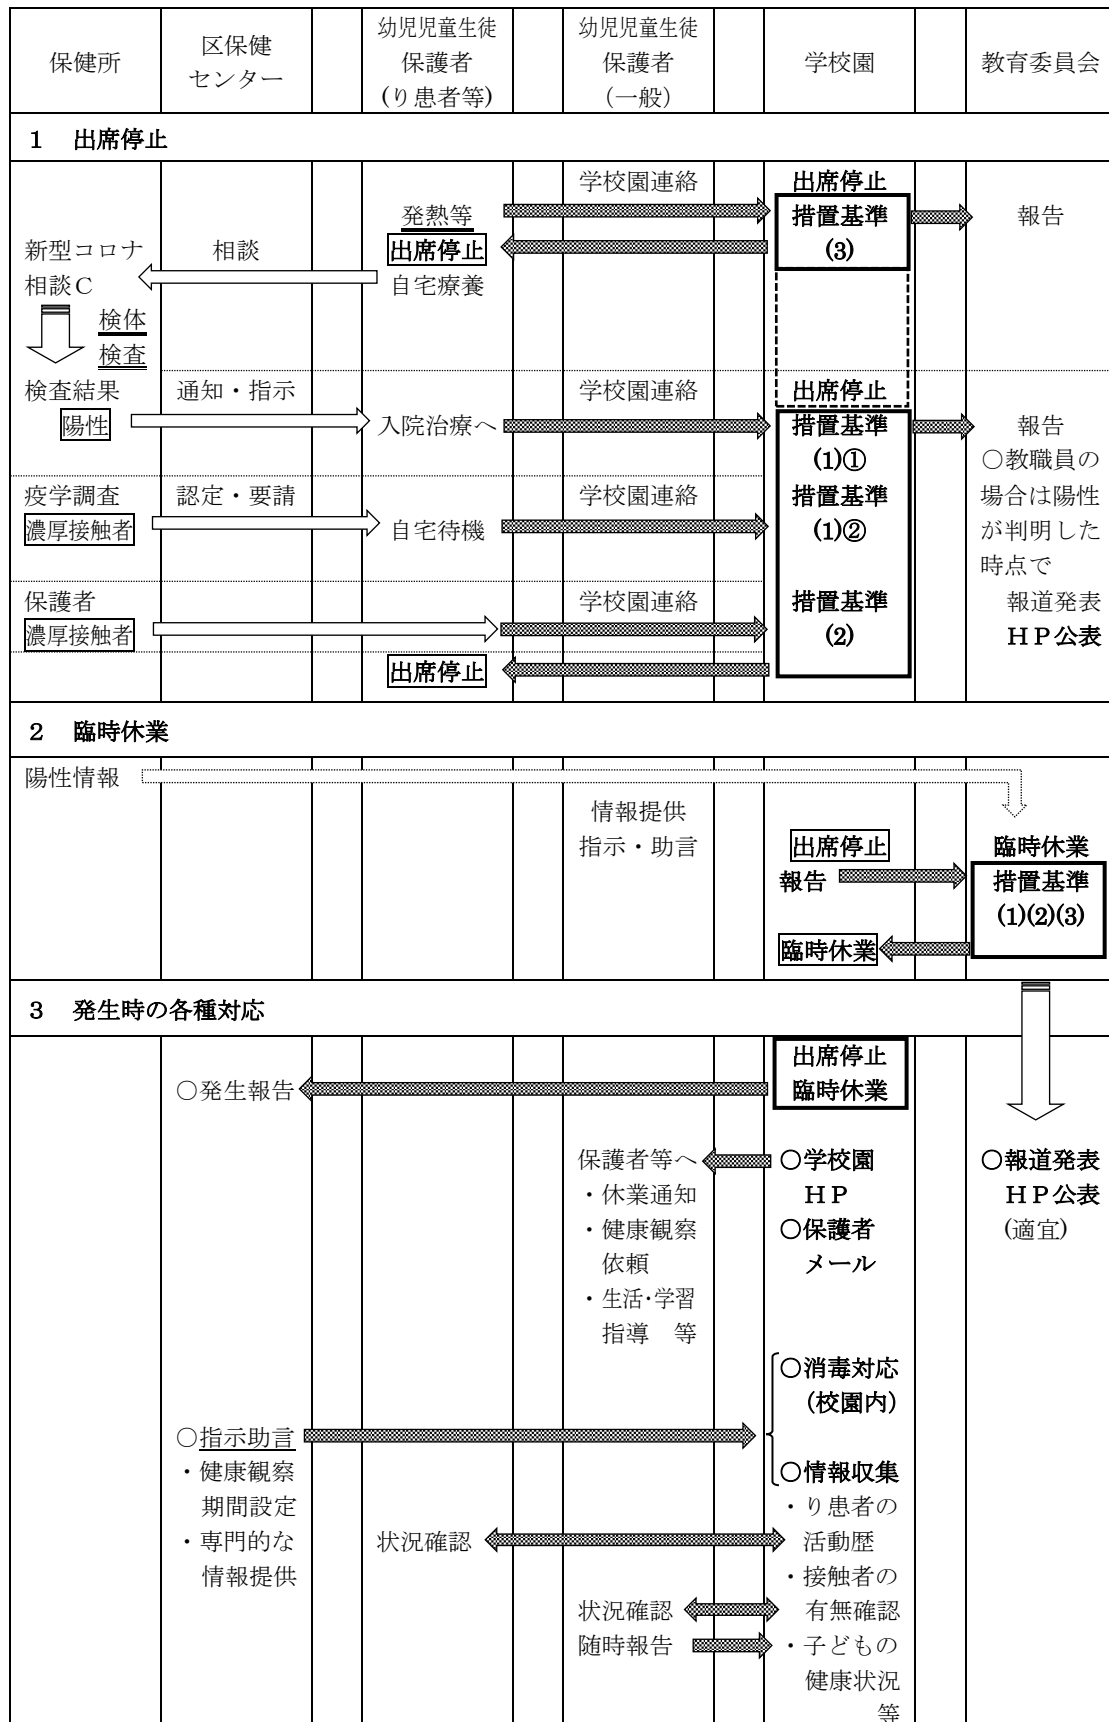 保健所
区保健
センター
幼児児童生徒
保護者
(り患者等)
幼児児童生徒
保護者
（一般）
学校園
教育委員会
１　出席停止
学校園連絡
出席停止
発熱等
措置基準
(3)
報告
出席停止
自宅療養
相談
新型コロナ
相談Ｃ
検体
検査
検査結果
陽性
通知・指示
入院治療へ
学校園連絡
出席停止
措置基準
(1)①
報告
〇教職員の
場合は陽性
が判明した
時点で
報道発表
ＨＰ公表
疫学調査
濃厚接触者
認定・要請
自宅待機
学校園連絡
措置基準
(1)②
保護者
濃厚接触者
学校園連絡
措置基準
(2)
出席停止
２　臨時休業
陽性情報
情報提供
指示・助言
出席停止
報告
臨時休業
措置基準
(1)(2)(3)
臨時休業
３　発生時の各種対応
出席停止
臨時休業
〇発生報告
保護者等へ
・休業通知
・健康観察
依頼
・生活･学習
指導　等
〇学校園
ＨＰ
〇保護者
メール
〇報道発表
ＨＰ公表
(適宜)
〇消毒対応
（校園内）
〇指示助言
・健康観察
期間設定
・専門的な
情報提供
〇情報収集
・り患者の
活動歴
・接触者の
有無確認
・子どもの
健康状況
等
状況確認
状況確認
随時報告